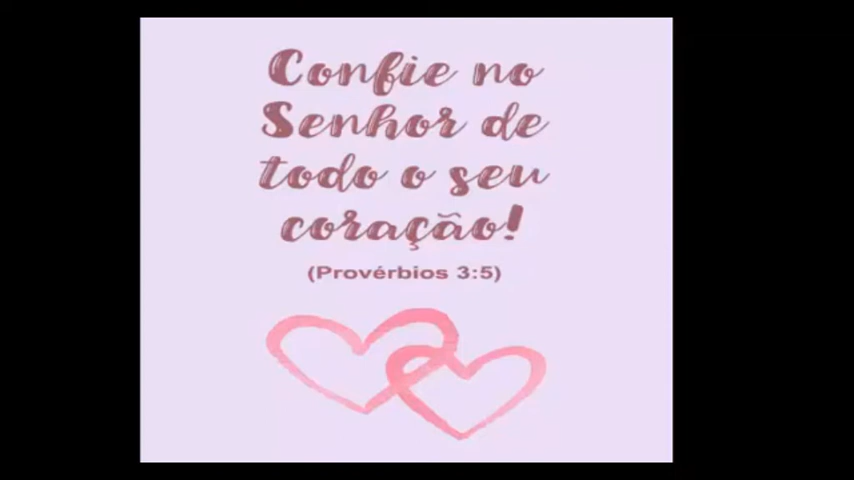 Confie no
Senhor de
todo o seu
coração!
(Provérbios 3:5)